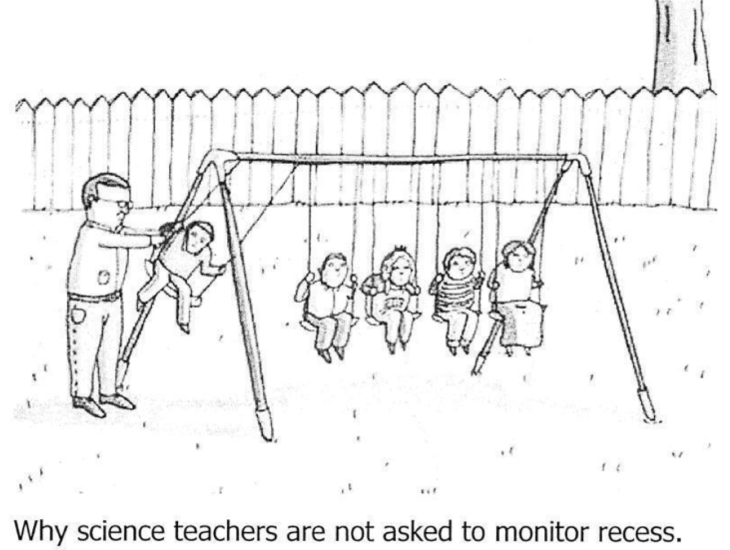 Why science teachers are not asked to monitor recess.